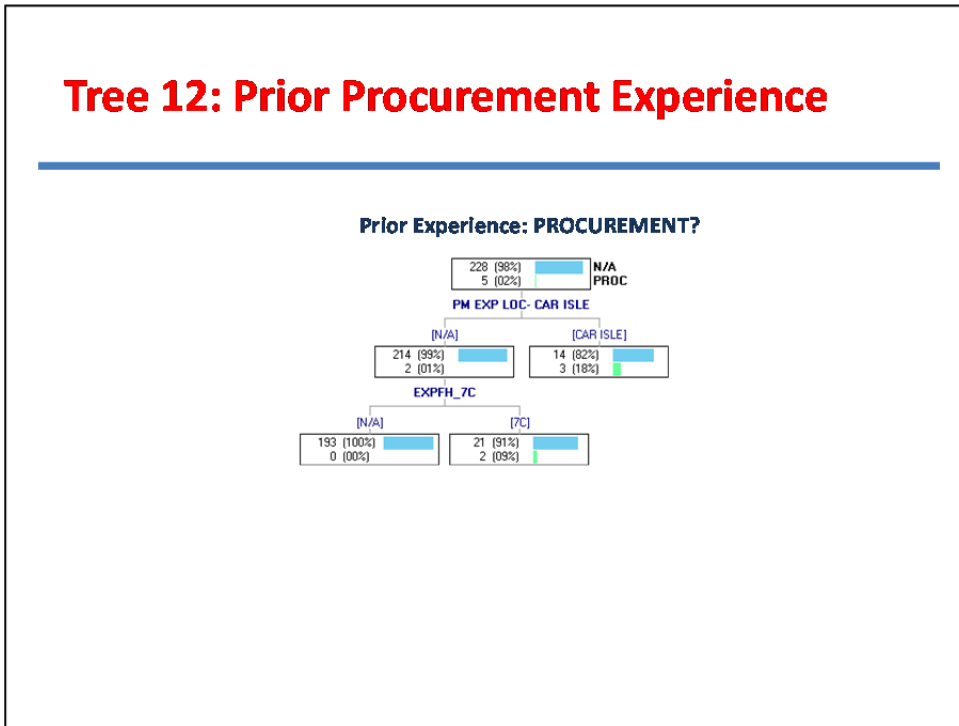 Tree 12: Prior Procurement Experience
Prior Experience: PROCUREMENT?
228 (98%) N/A
5 (02%) PROC
PM EXP LOC- CAR ISLE
[N/A] [CAR ISLE]
214 (99%) 14 (82%)
2 (01%) 3 (18%)
EXPFH_7C
[N/A] [7C]
193 (100%) 21 (91%)
0 (00%) 2 (09%)